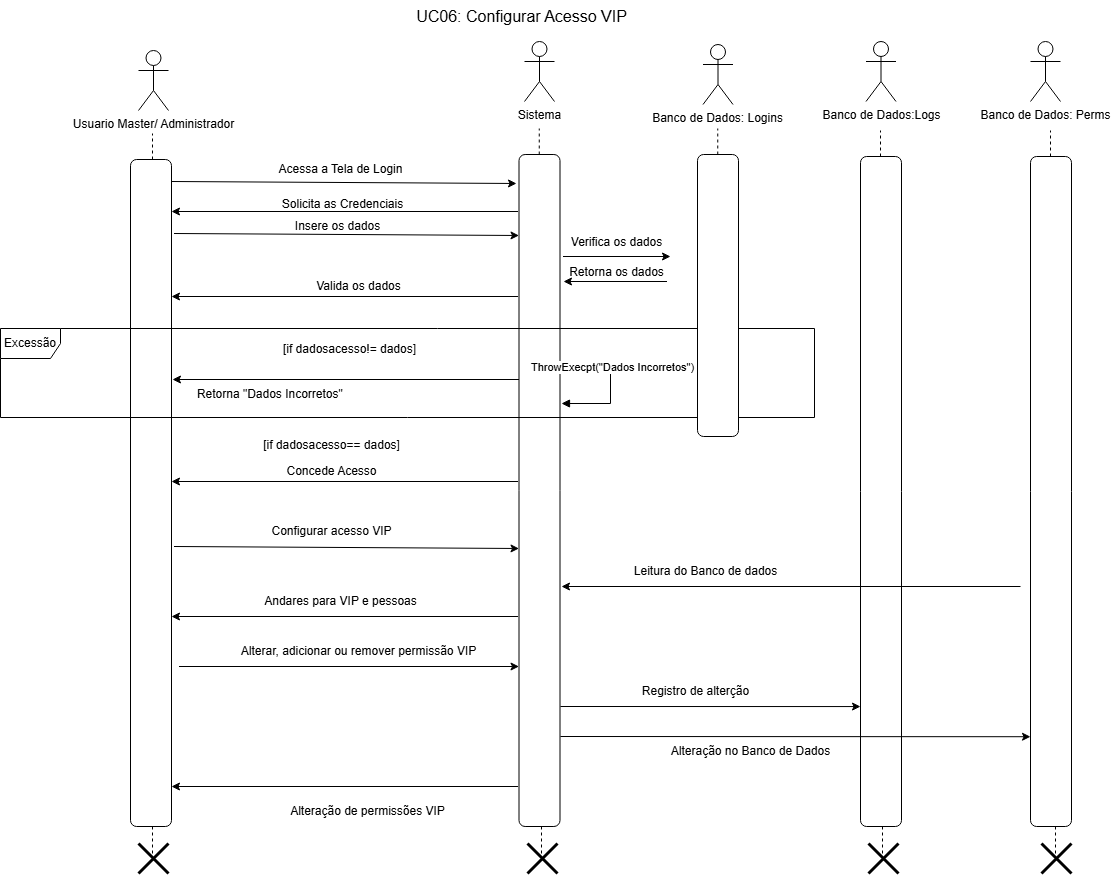 UC06: Configurar Acesso VIP
Usuario Master/ Administrador
Sistema
Banco de Dados: Logins
Banco de Dados:Logs
Banco de Dados: Perms
Acessa a Tela de Login
Solicita as Credenciais
Insere os dados
Verifica os dados
Retorna os dados
Valida os dados
Excessão
[if dadosacesso!= dados]
ThrowExecpt("Dados Incorretos")
Retorna "Dados Incorretos"
[if dadosacesso== dados]
Concede Acesso
Configurar acesso VIP
Leitura do Banco de dados
Andares para VIP e pessoas
Alterar, adicionar ou remover permissão VIP
Registro de alterção
Alteração no Banco de Dados
Alteração de permissões VIP